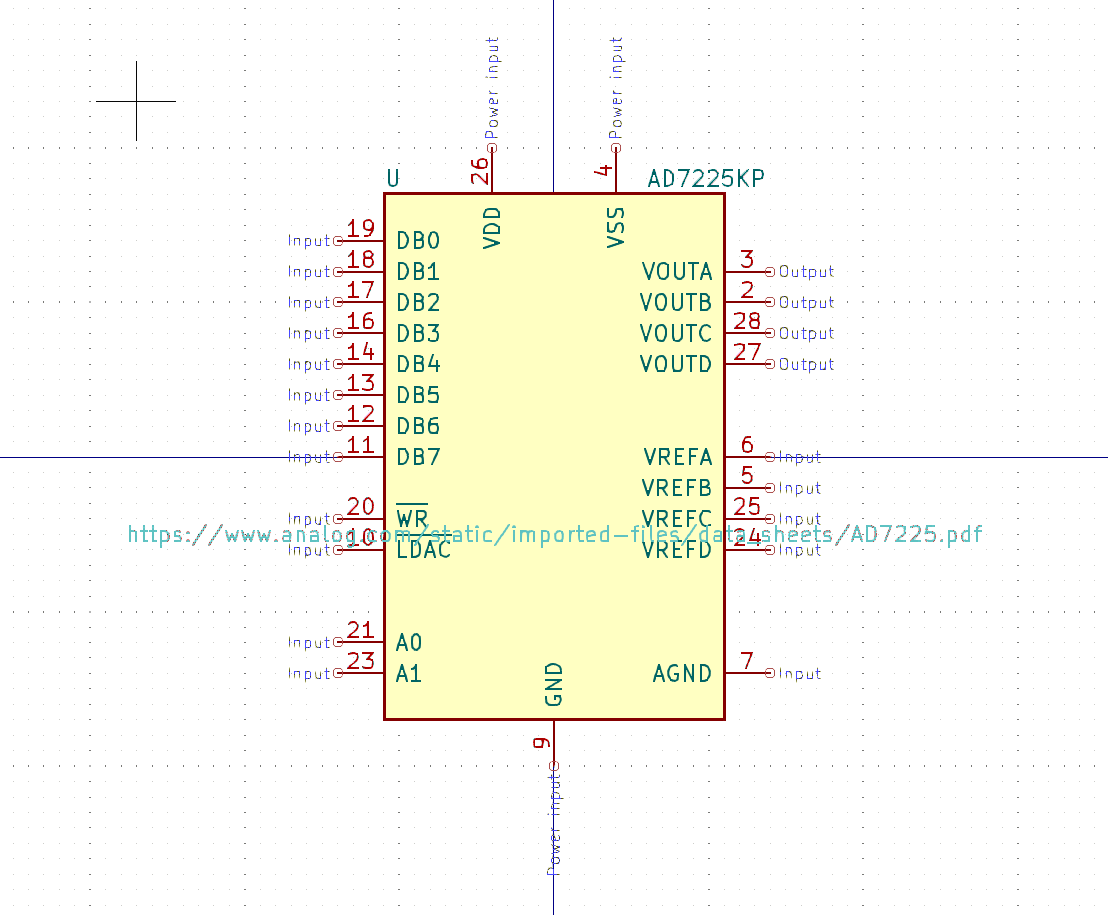 Power input
Power input
26
4
U
AD7225KP
VDD
VSS
Input 19 DB0
Input 18 DB1
VOUTA 3 Output
Input 17 DB2
VOUTB 2 Output
Input 16 DB3
VOUTC 28 Output
Input 14 DB4
VOUTD 27 Output
Input 13 DB5
Input 12 DB6
Input 11 DB7
VREFA 6 Input
VREFB 5 Input
Input 20 WR
VREFC 25 Input
https://www.analog.com/static/imported-files/data_sheets/AD7225.pdf
Input 10 LDAC
VREFD 24 Input
Input 21 A0
Input 23 A1
GND
AGND 7 Input
9
Power input